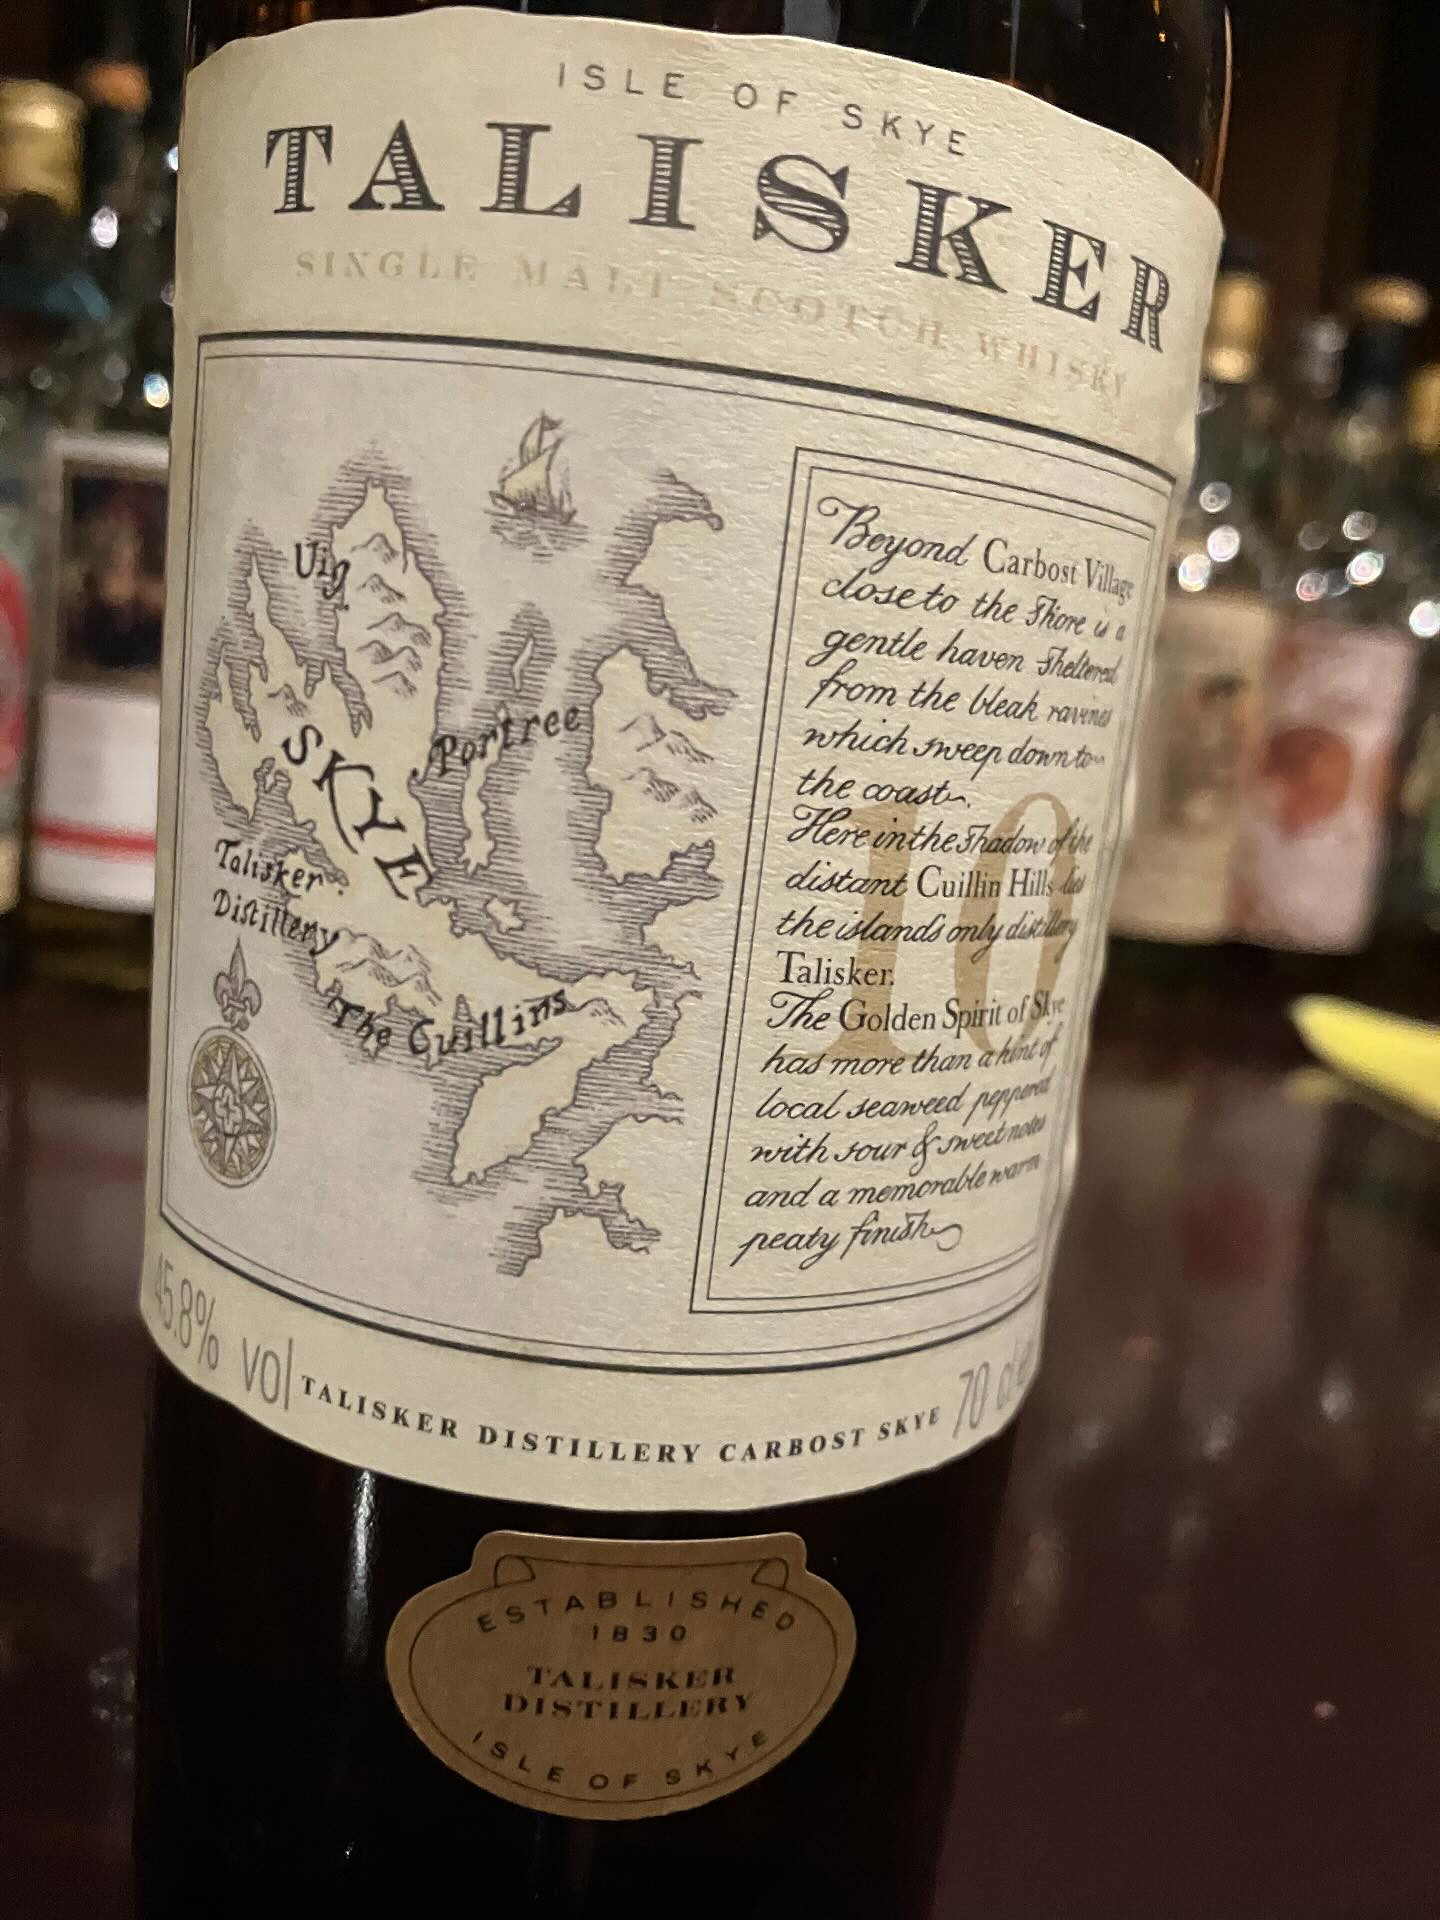 ISLE OF SKYE
TALISKER
SINGLE MALT SCOTCH WHISKY
Uig
SKYE
Portree
Talisker
Distillery
The Cuillins
10
Beyond Carbost Village
close to the shore is a
gentle haven sheltered
from the bleak ravines
which sweep down to
the coast.
Here in the shadow of the
distant Cuillin Hills lies
the islands only distillery
Talisker.
The Golden Spirit of Skye
has more than a hint of
local seaweed peppered
with sour & sweet notes
and a memorable warm
peaty finish
45.8% vol
TALISKER DISTILLERY CARBOST SKYE
70 cl e
ESTABLISHED
1830
TALISKER
DISTILLERY
ISLE OF SKYE